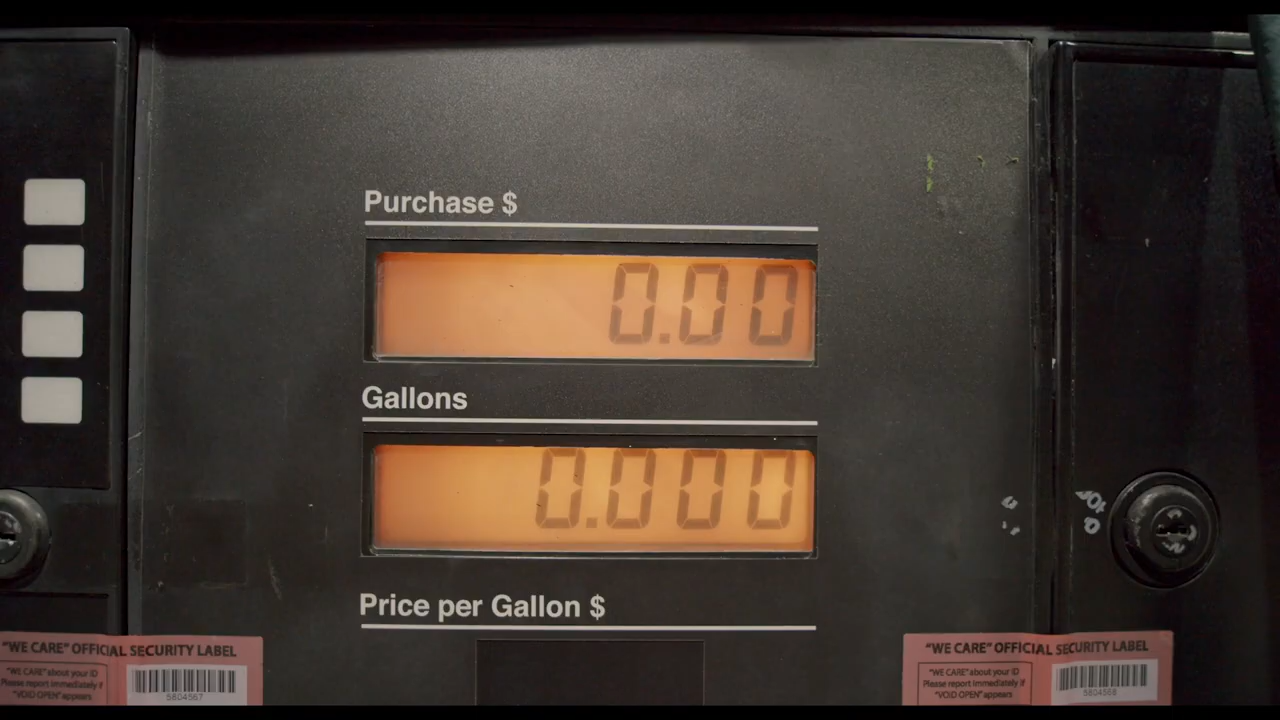 Purchase $
0.00
Gallons
0.000
Price per Gallon $
"WE CARE" OFFICIAL SECURITY LABEL
"WE CARE" about your ID
Please report immediately if
"VOID OPEN" appears
5804567
"WE CARE" OFFICIAL SECURITY LABEL
"WE CARE" about your ID
Please report immediately if
"VOID OPEN" appears
5804568